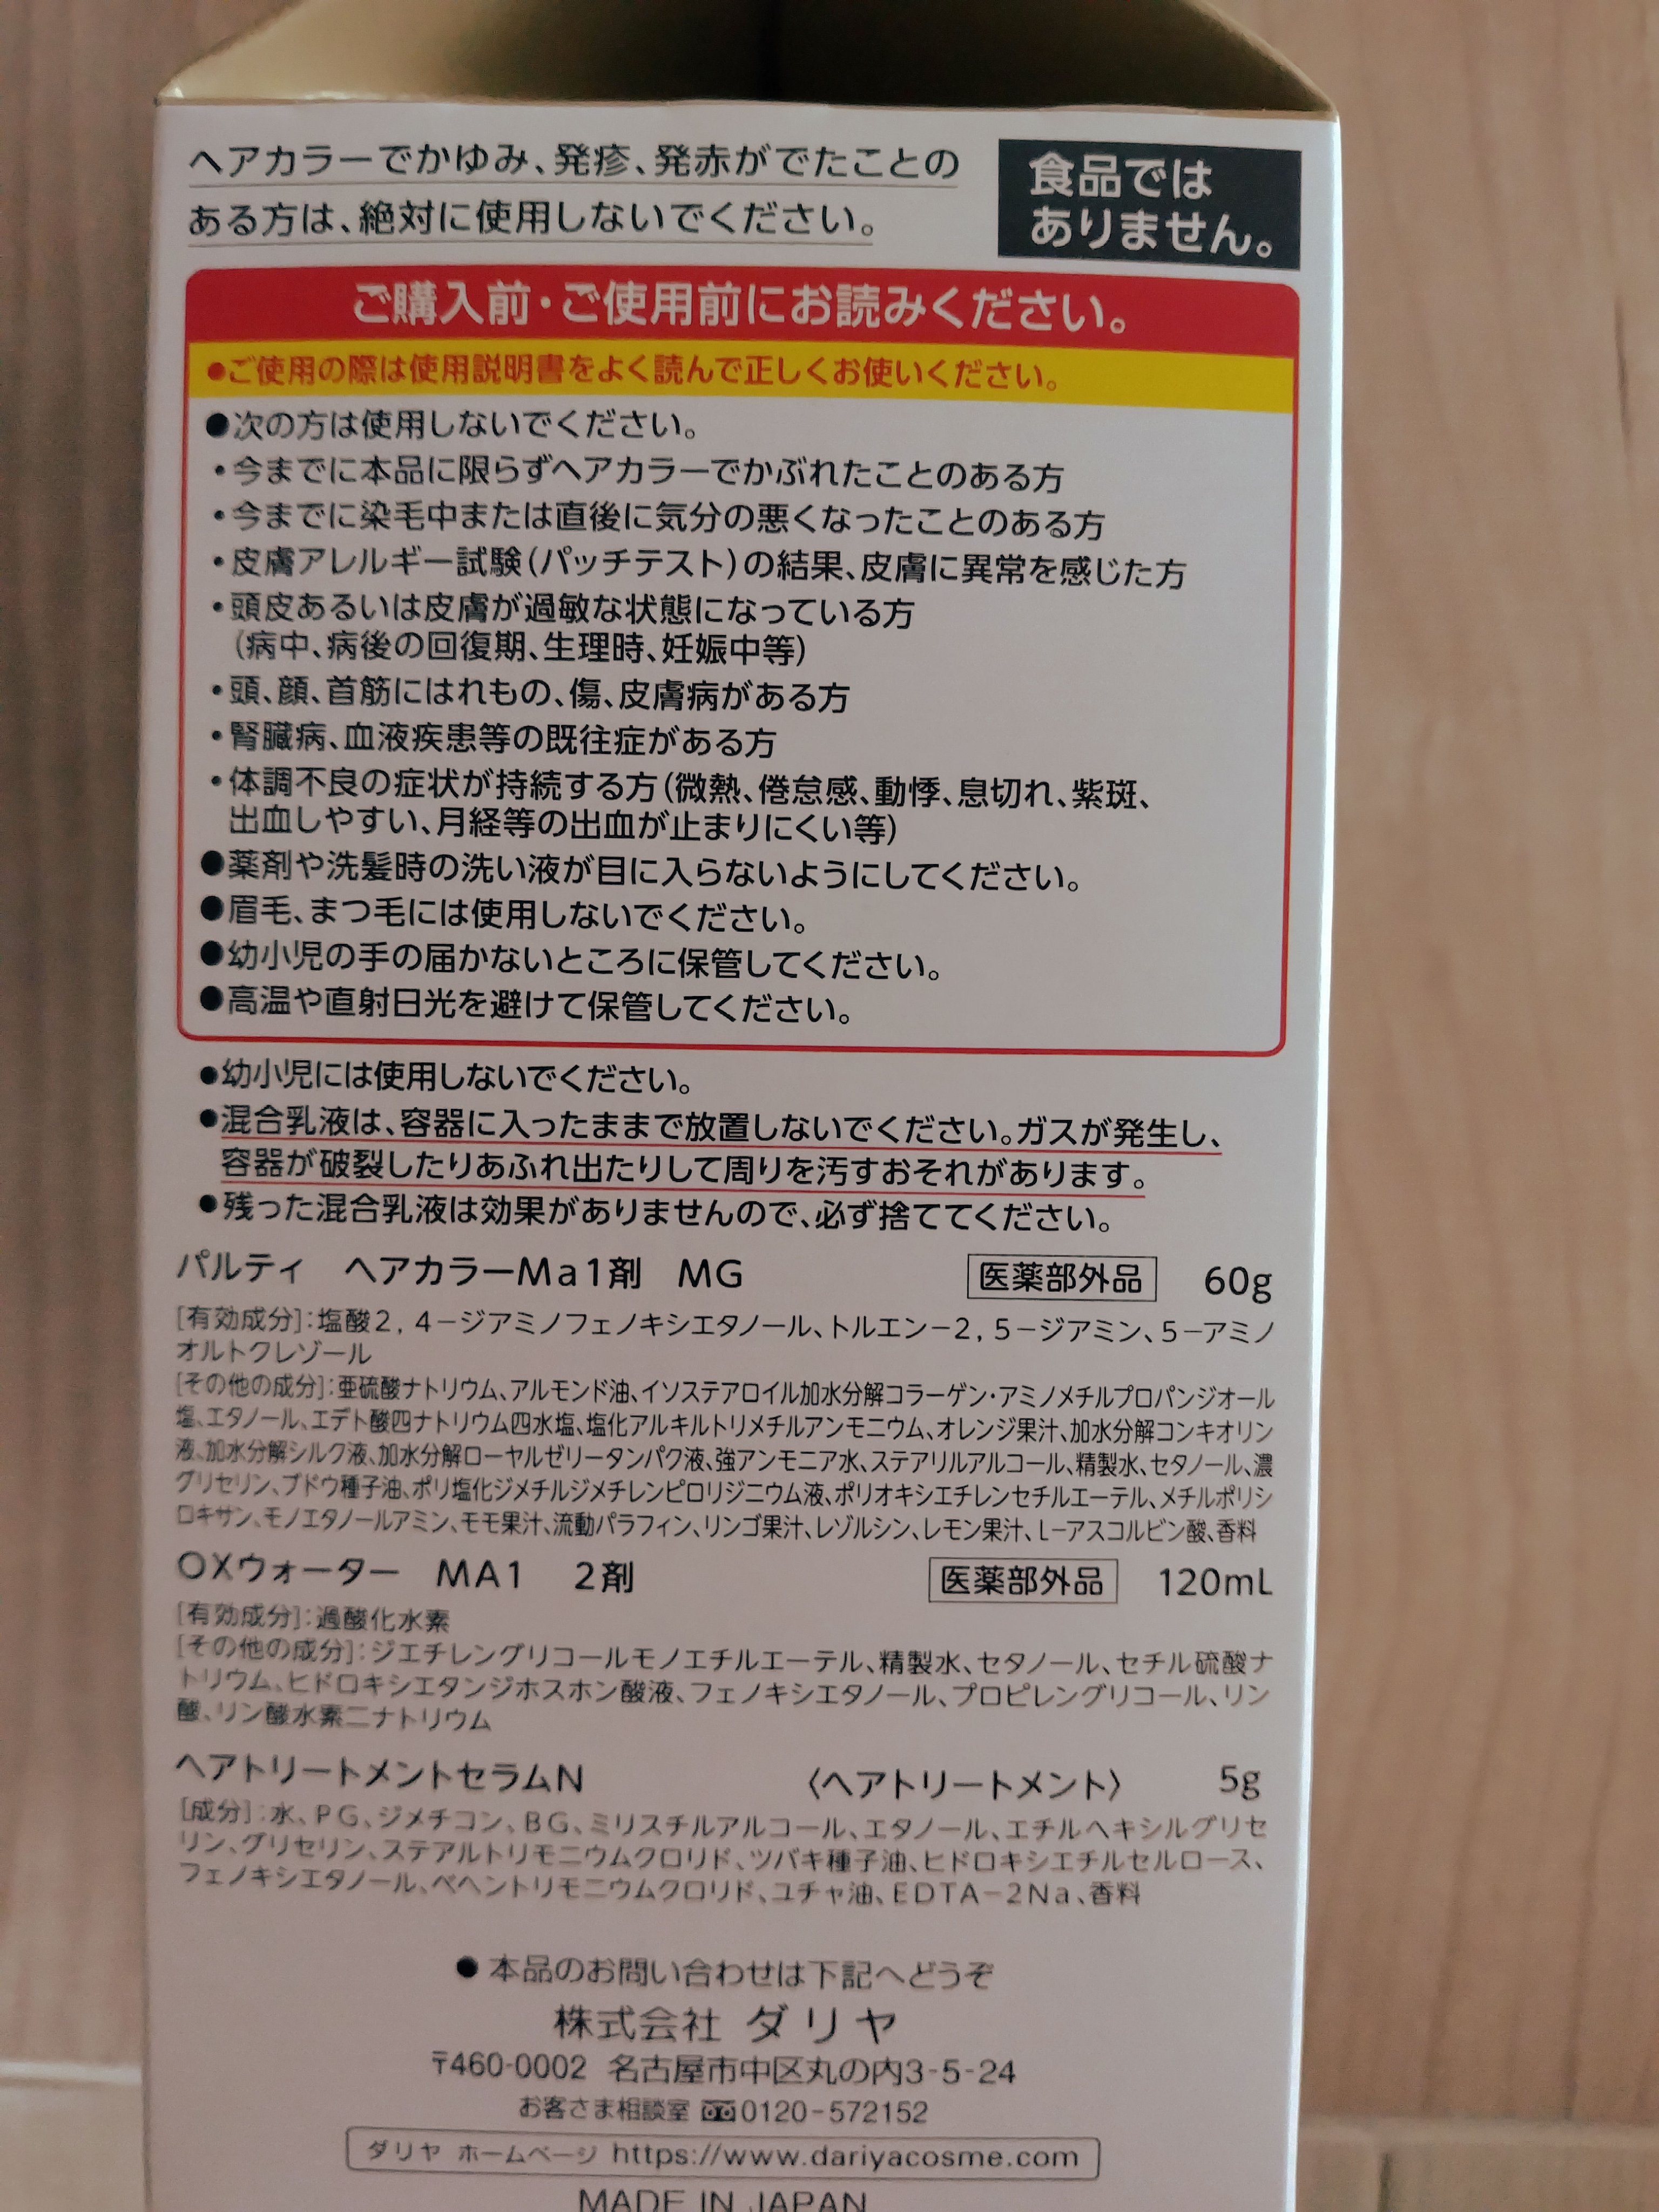 ヘアカラーでかゆみ、発疹、発赤がでたことの
ある方は、絶対に使用しないでください。
食品では
ありません。
ご購入前・ご使用前にお読みください。
●ご使用の際は使用説明書をよく読んで正しくお使いください。
●次の方は使用しないでください。
・今までに本品に限らずヘアカラーでかぶれたことのある方
・今までに染毛中または直後に気分の悪くなったことのある方
・皮膚アレルギー試験(パッチテスト)の結果、皮膚に異常を感じた方
・頭皮あるいは皮膚が過敏な状態になっている方
(病中、病後の回復期、生理時、妊娠中等)
・頭、顔、首筋にはれもの、傷、皮膚病がある方
・腎臓病、血液疾患等の既往症がある方
・体調不良の症状が持続する方(微熱、倦怠感、動悸、息切れ、紫斑、
出血しやすい、月経等の出血が止まりにくい等)
●薬剤や洗髪時の洗い液が目に入らないようにしてください。
●眉毛、まつ毛には使用しないでください。
●幼小児の手の届かないところに保管してください。
●高温や直射日光を避けて保管してください。
●幼小児には使用しないでください。
●混合乳液は、容器に入ったままで放置しないでください。ガスが発生し、
容器が破裂したりあふれ出たりして周りを汚すおそれがあります。
●残った混合乳液は効果がありませんので、必ず捨ててください。
パルティ ヘアカラーMa1剤 MG 医薬部外品 60g
[有効成分]:塩酸2,4−ジアミノフェノキシエタノール、トルエン−2,5−ジアミン、5−アミノ
オルトクレゾール
[その他の成分]:亜硫酸ナトリウム、アルモンド油、イソステアロイル加水分解コラーゲン・アミノメチルプロパンジオール
塩、エタノール、エデト酸四ナトリウム四水塩、塩化アルキルトリメチルアンモニウム、オレンジ果汁、加水分解コンキオリン
液、加水分解シルク液、加水分解ローヤルゼリータンパク液、強アンモニア水、ステアリルアルコール、精製水、セタノール、濃
グリセリン、ブドウ種子油、ポリ塩化ジメチルジメチレンピロリジニウム液、ポリオキシエチレンセチルエーテル、メチルポリシ
ロキサン、モノエタノールアミン、モモ果汁、流動パラフィン、リンゴ果汁、レゾルシン、レモン果汁、L−アスコルビン酸、香料
OXウォーター MA1 2剤 医薬部外品 120mL
[有効成分]:過酸化水素
[その他の成分]:ジエチレングリコールモノエチルエーテル、精製水、セタノール、セチル硫酸ナ
トリウム、ヒドロキシエタンジホスホン酸液、フェノキシエタノール、プロピレングリコール、リン
酸、リン酸水素二ナトリウム
ヘアトリートメントセラムN 〈ヘアトリートメント〉 5g
[成分]:水、PG、ジメチコン、BG、ミリスチルアルコール、エタノール、エチルヘキシルグリセ
リン、グリセリン、ステアルトリモニウムクロリド、ツバキ種子油、ヒドロキシエチルセルロース、
フェノキシエタノール、ベヘントリモニウムクロリド、ユチャ油、EDTA−2Na、香料
●本品のお問い合わせは下記へどうぞ
株式会社 ダリヤ
〒460-0002 名古屋市中区丸の内3-5-24
お客さま相談室 0120−572152
ダリヤ ホームページ https://www.dariyacosme.com
MADE IN JAPAN